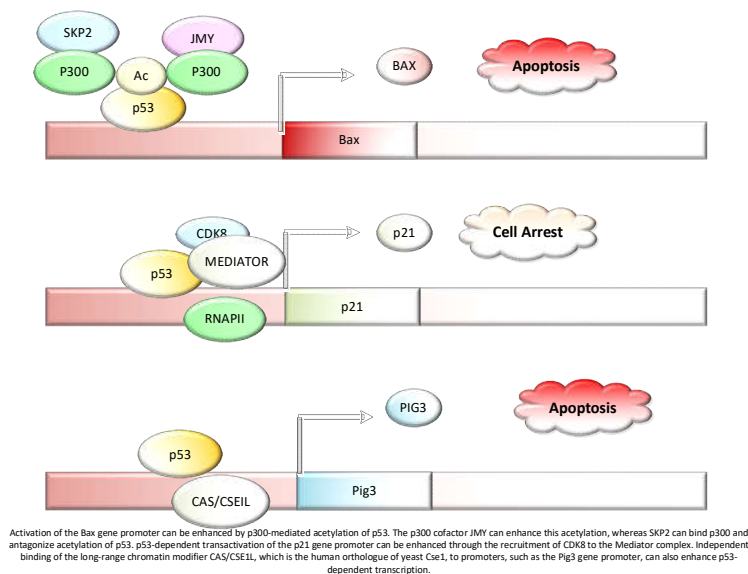 SKP2
JMY
P300
P300
Ac
p53
BAX
Apoptosis
Bax
CDK8
MEDIATOR
p53
p21
Cell Arrest
RNAPII
p21
PIG3
Apoptosis
p53
CAS/CSEIL
Pig3
Activation of the Bax gene promoter can be enhanced by p300-mediated acetylation of p53. The p300 cofactor JMY can enhance this acetylation, whereas SKP2 can bind p300 and
antagonize acetylation of p53. p53-dependent transactivation of the p21 gene promoter can be enhanced through the recruitment of CDK8 to the Mediator complex. Independent
binding of the long-range chromatin modifier CAS/CSE1L, which is the human orthologue of yeast Cse1, to promoters, such as the Pig3 gene promoter, can also enhance p53-
dependent transcription.